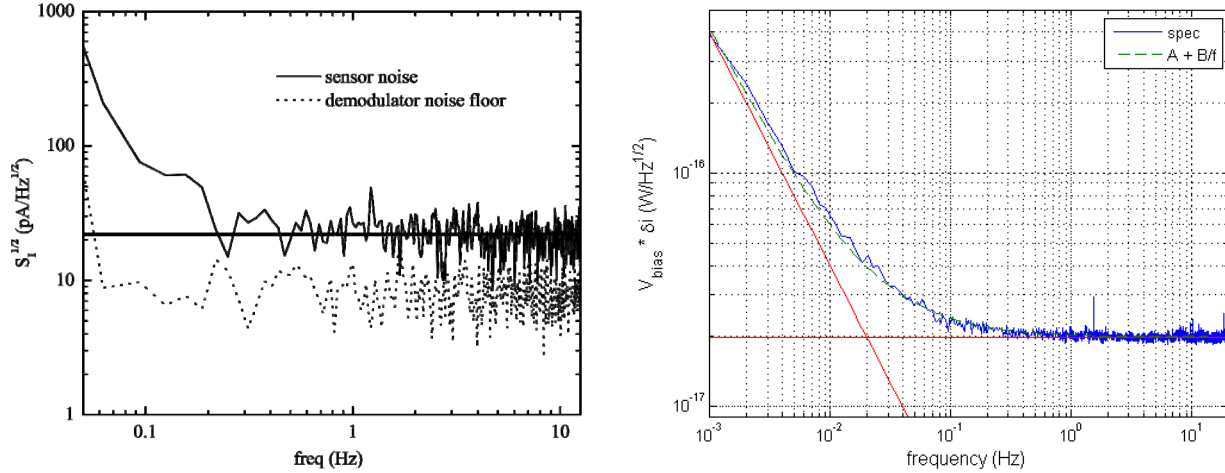 1000
100
10
1
S_I^{1/2} (pA/Hz^{1/2})
sensor noise
demodulator noise floor
0.1 1 10
freq (Hz)
10^{-16}
10^{-17}
V_{bias} * δI (W/Hz^{1/2})
spec
A + B/f
10^{-3} 10^{-2} 10^{-1} 10^{0} 10^{1}
frequency (Hz)